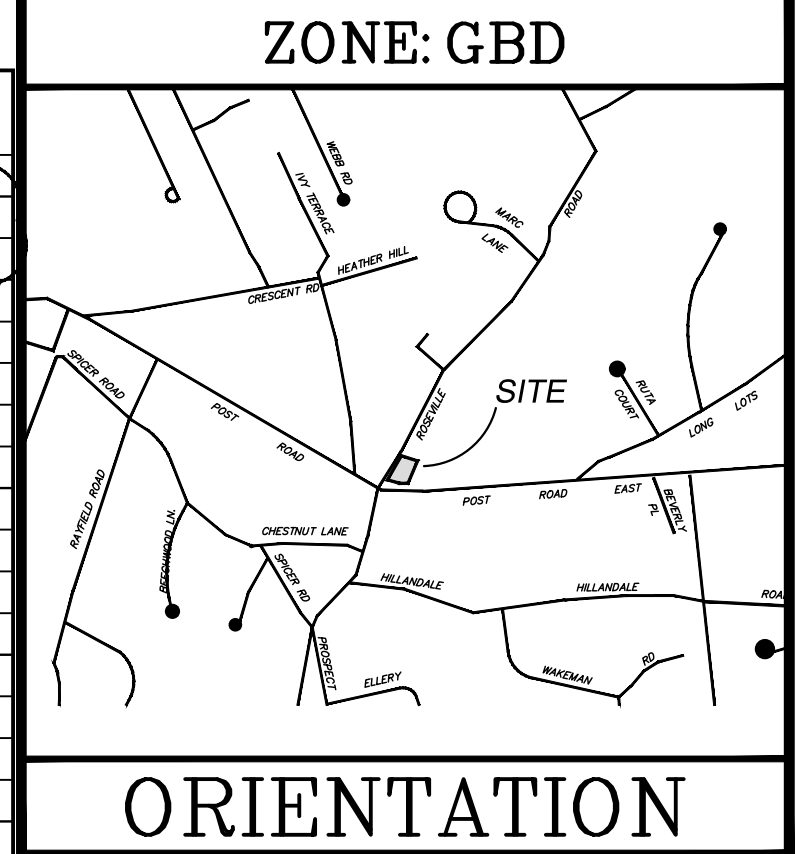 ZONE: GBD
WEBB RD
IVY TERRACE
MARC
LANE
ROAD
HEATHER HILL
CRESCENT RD
SPICER ROAD
POST
ROAD
ROSEVILLE
SITE
RUTA
COURT
LONG LOTS
POST ROAD EAST
BEVERLY
PL
RAYFIELD ROAD
BEECHWOOD LN.
CHESTNUT LANE
SPICER RD
HILLANDALE
HILLANDALE
ROA
PROSPECT
ELLERY
WAKEMAN
RD
ORIENTATION